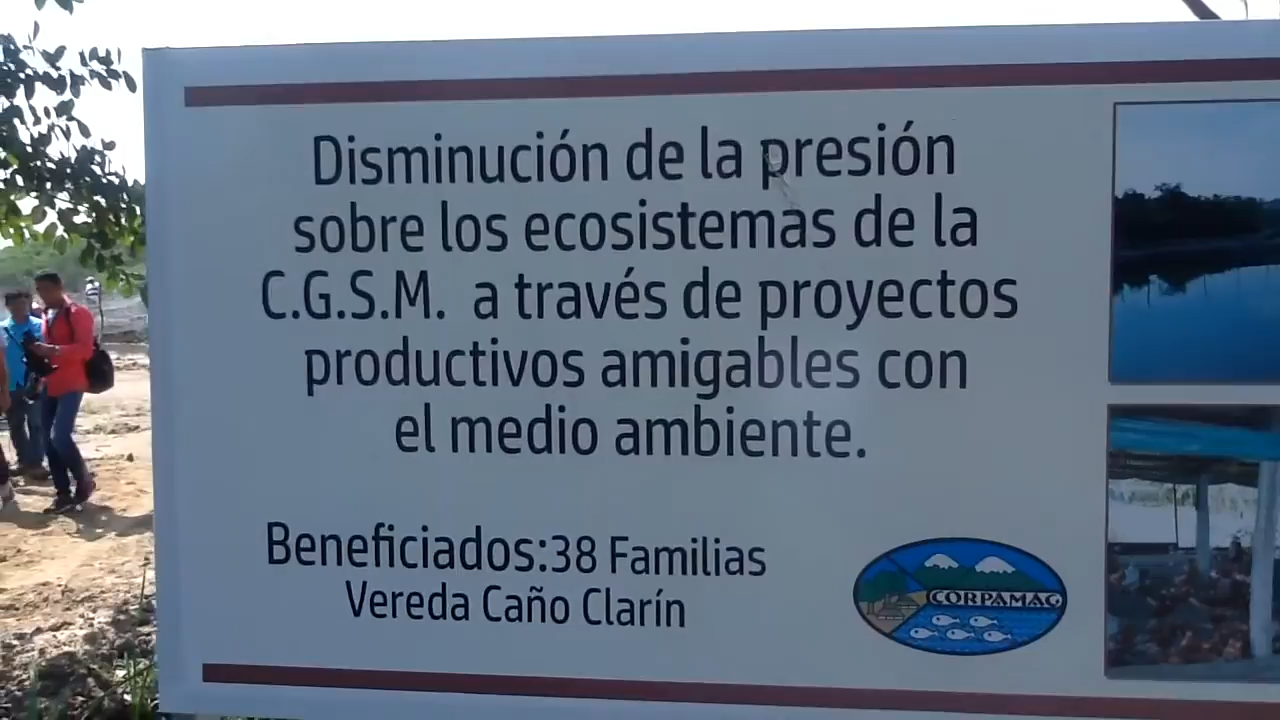 Disminución de la presión
sobre los ecosistemas de la
C.G.S.M. a través de proyectos
productivos amigables con
el medio ambiente.
Beneficiados:38 Familias
Vereda Caño Clarín
CORPAMAG